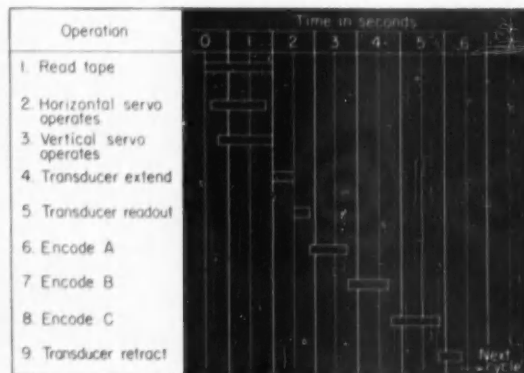 Operation
Time in seconds
0 1 2 3 4 5 6
1. Read tape
2. Horizontal servo
operates
3. Vertical servo
operates
4. Transducer extend
5. Transducer readout
6. Encode A
7. Encode B
8. Encode C
9. Transducer retract
Next
cycle